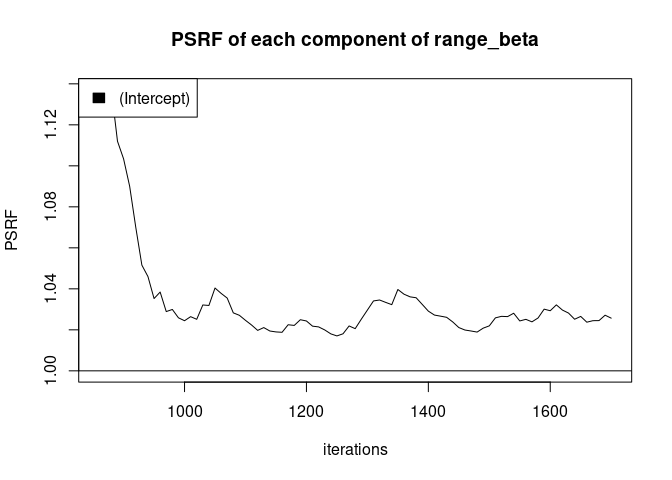 PSRF of each component of range_beta
(Intercept)
PSRF
1.12
1.08
1.04
1.00
1000 1200 1400 1600
iterations